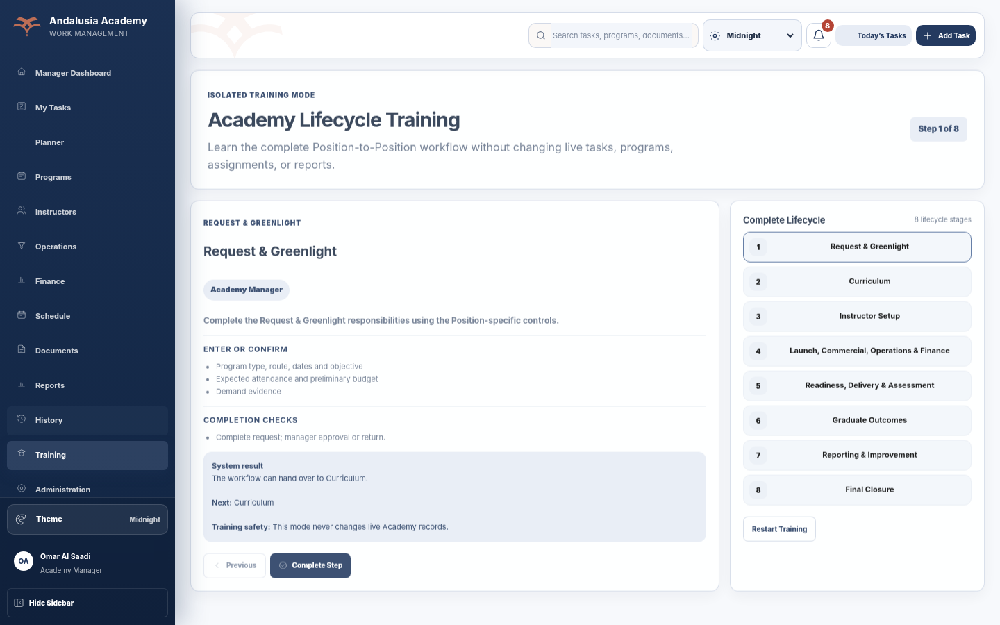 Andalusia Academy
WORK MANAGEMENT
Manager Dashboard
My Tasks
Planner
Programs
Instructors
Operations
Finance
Schedule
Documents
Reports
History
Training
Administration
Theme
Midnight
OA
Omar Al Saadi
Academy Manager
Hide Sidebar
Search tasks, programs, documents...
Midnight
8
Today's Tasks
Add Task
ISOLATED TRAINING MODE
Academy Lifecycle Training
Learn the complete Position-to-Position workflow without changing live tasks, programs,
assignments, or reports.
Step 1 of 8
REQUEST & GREENLIGHT
Request & Greenlight
Academy Manager
Complete the Request & Greenlight responsibilities using the Position-specific controls.
ENTER OR CONFIRM
• Program type, route, dates and objective
• Expected attendance and preliminary budget
• Demand evidence
COMPLETION CHECKS
• Complete request; manager approval or return.
System result
The workflow can hand over to Curriculum.
Next: Curriculum
Training safety: This mode never changes live Academy records.
Previous
Complete Step
Complete Lifecycle
8 lifecycle stages
1 Request & Greenlight
2 Curriculum
3 Instructor Setup
4 Launch, Commercial, Operations & Finance
5 Readiness, Delivery & Assessment
6 Graduate Outcomes
7 Reporting & Improvement
8 Final Closure
Restart Training